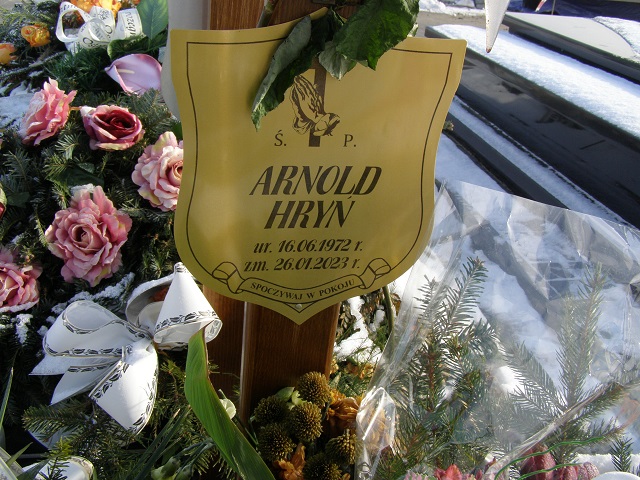 Ś. P.
ARNOLD
HRYŃ
ur. 16.06.1972 r.
zm. 26.01.2023 r.
SPOCZYWAJ W POKOJU